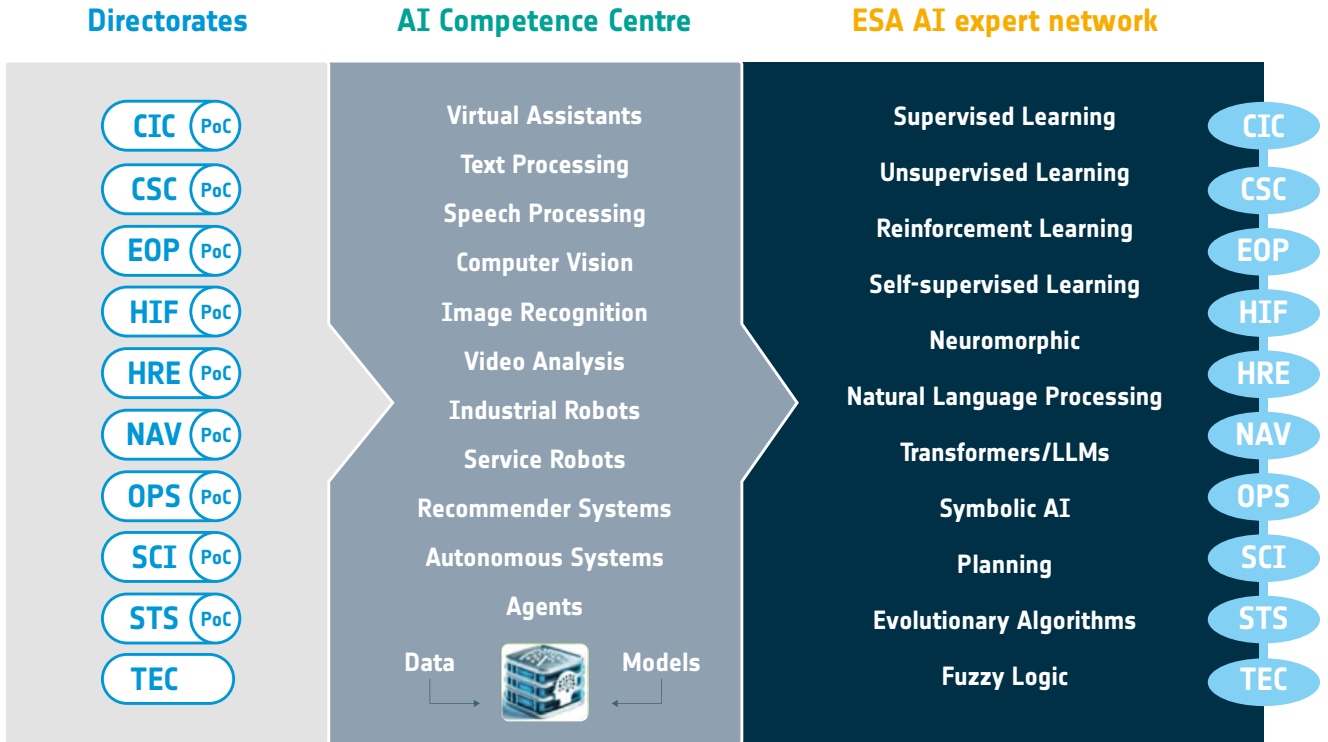 Directorates
AI Competence Centre
ESA AI expert network
CIC PoC
CSC PoC
EOP PoC
HIF PoC
HRE PoC
NAV PoC
OPS PoC
SCI PoC
STS PoC
TEC
Virtual Assistants
Text Processing
Speech Processing
Computer Vision
Image Recognition
Video Analysis
Industrial Robots
Service Robots
Recommender Systems
Autonomous Systems
Agents
Data
Models
Supervised Learning
Unsupervised Learning
Reinforcement Learning
Self-supervised Learning
Neuromorphic
Natural Language Processing
Transformers/LLMs
Symbolic AI
Planning
Evolutionary Algorithms
Fuzzy Logic
CIC
CSC
EOP
HIF
HRE
NAV
OPS
SCI
STS
TEC